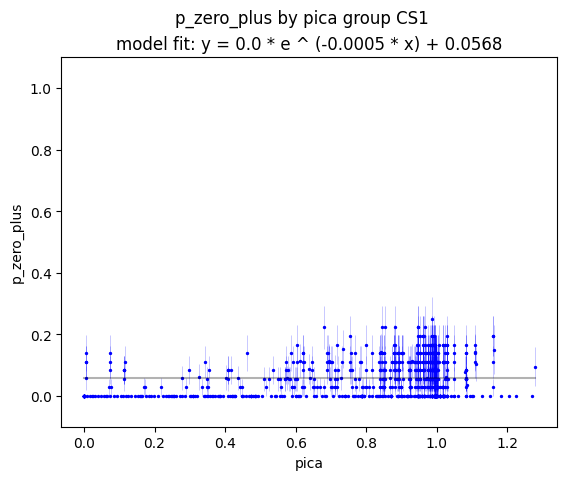 p_zero_plus by pica group CS1
model fit: y = 0.0 * e ^ (-0.0005 * x) + 0.0568
1.0
0.8
0.6
0.4
0.2
0.0
p_zero_plus
0.0 0.2 0.4 0.6 0.8 1.0 1.2
pica